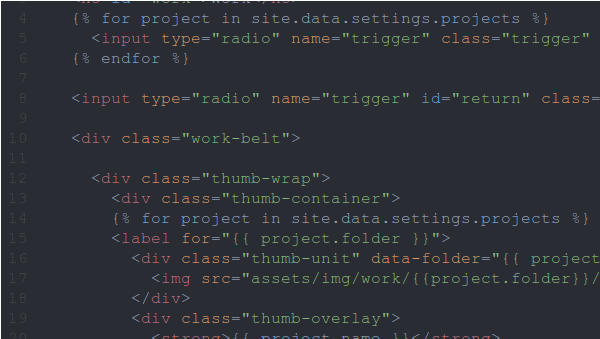 4 {% for project in site.data.settings.projects %}
5 <input type="radio" name="trigger" class="trigger"
6 {% endfor %}
7
8 <input type="radio" name="trigger" id="return" class=
9
10 <div class="work-belt">
11
12 <div class="thumb-wrap">
13 <div class="thumb-container">
14 {% for project in site.data.settings.projects %}
15 <label for="{{ project.folder }}">
16 <div class="thumb-unit" data-folder="{{ project
17 <img src="assets/img/work/{{project.folder}}/
18 </div>
19 <div class="thumb-overlay">
20 <strong>{{ project.name }}</strong>